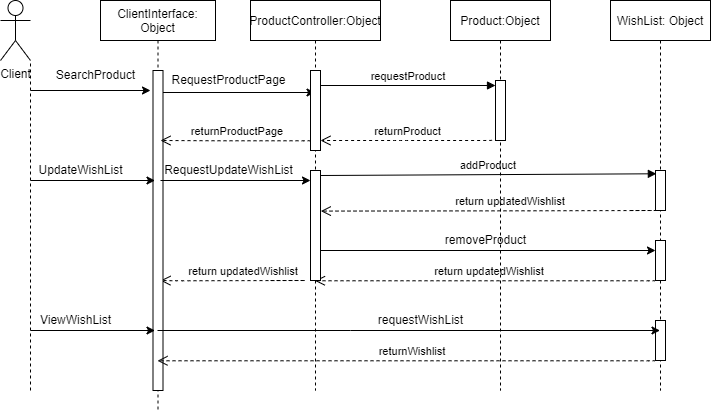 ClientInterface:
Object
ProductController:Object
Product:Object
WishList: Object
Client
SearchProduct
RequestProductPage
requestProduct
returnProductPage
returnProduct
UpdateWishList
RequestUpdateWishList
addProduct
return updatedWishlist
removeProduct
return updatedWishlist
return updatedWishlist
ViewWishList
requestWishList
returnWishlist